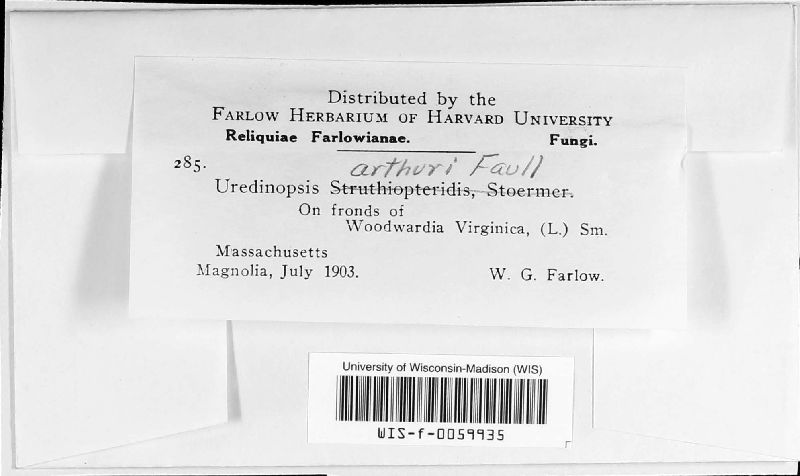 Distributed by the
FARLOW HERBARIUM OF HARVARD UNIVERSITY
Reliquiae Farlowianae. Fungi.
285.
arthuri Faull
Uredinopsis Struthiopteridis, Stoermer.
On fronds of
Woodwardia Virginica, (L.) Sm.
Massachusetts
Magnolia, July 1903. W. G. Farlow.
University of Wisconsin-Madison (WIS)
WIS-f-0059935